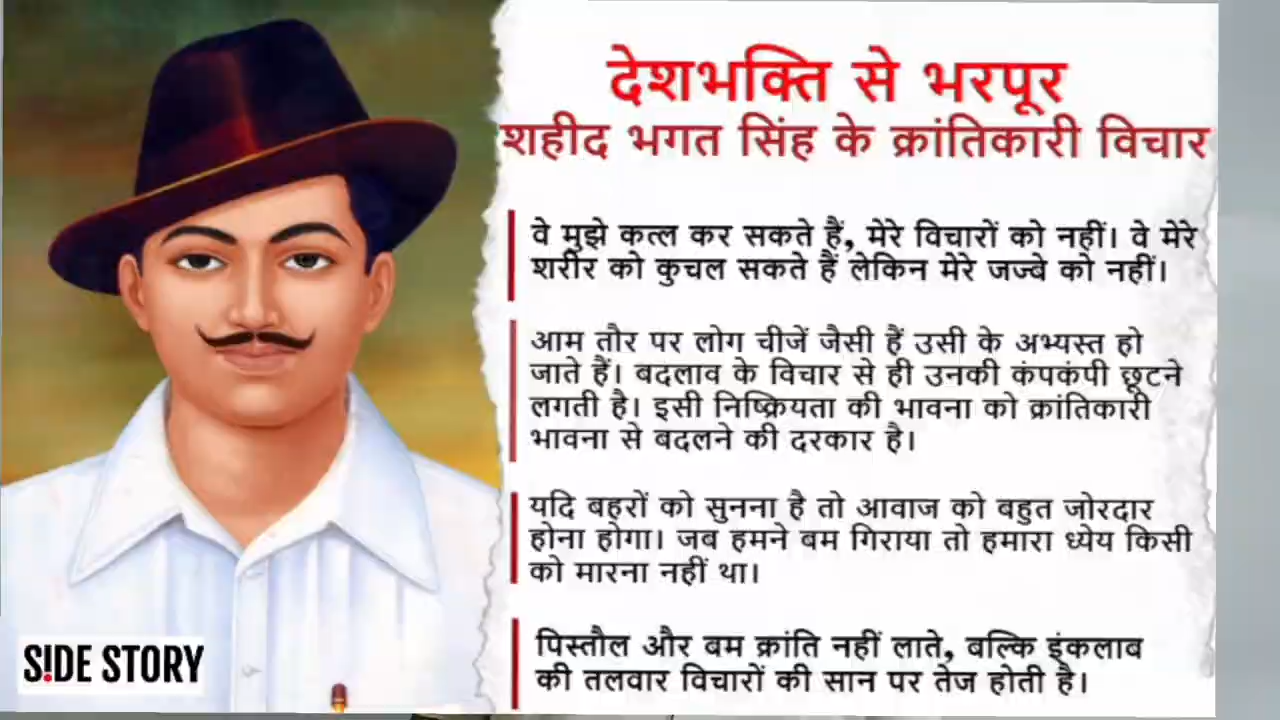 देशभक्ति से भरपूर
शहीद भगत सिंह के क्रांतिकारी विचार
वे मुझे कत्ल कर सकते हैं, मेरे विचारों को नहीं। वे मेरे
शरीर को कुचल सकते हैं लेकिन मेरे जज्बे को नहीं।
आम तौर पर लोग चीजें जैसी हैं उसी के अभ्यस्त हो
जाते हैं। बदलाव के विचार से ही उनकी कंपकंपी छूटने
लगती है। इसी निष्क्रियता की भावना को क्रांतिकारी
भावना से बदलने की दरकार है।
यदि बहरों को सुनना है तो आवाज को बहुत जोरदार
होना होगा। जब हमने बम गिराया तो हमारा ध्येय किसी
को मारना नहीं था।
पिस्तौल और बम क्रांति नहीं लाते, बल्कि इंकलाब
की तलवार विचारों की सान पर तेज होती है।
S!DE STORY